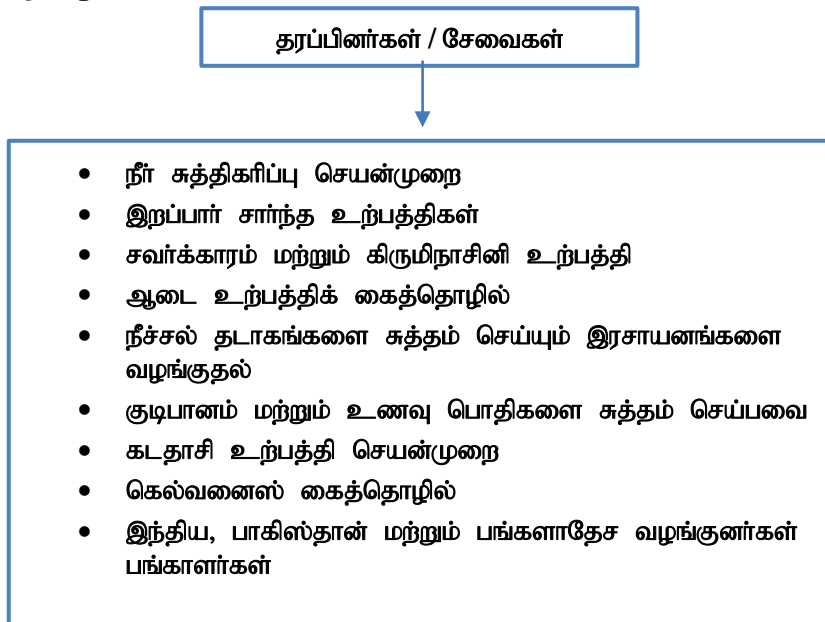 தரப்பினர்கள் / சேவைகள்
• நீர் சுத்திகரிப்பு செயன்முறை
• இறப்பார் சார்ந்த உற்பத்திகள்
• சவர்க்காரம் மற்றும் கிருமிநாசினி உற்பத்தி
• ஆடை உற்பத்திக் கைத்தொழில்
• நீச்சல் தடாகங்களை சுத்தம் செய்யும் இரசாயனங்களை
வழங்குதல்
• குடிபானம் மற்றும் உணவு பொதிகளை சுத்தம் செய்பவை
• கடதாசி உற்பத்தி செயன்முறை
• கெல்வனைஸ் கைத்தொழில்
• இந்திய, பாகிஸ்தான் மற்றும் பங்களாதேச வழங்குனர்கள்
பங்காளர்கள்